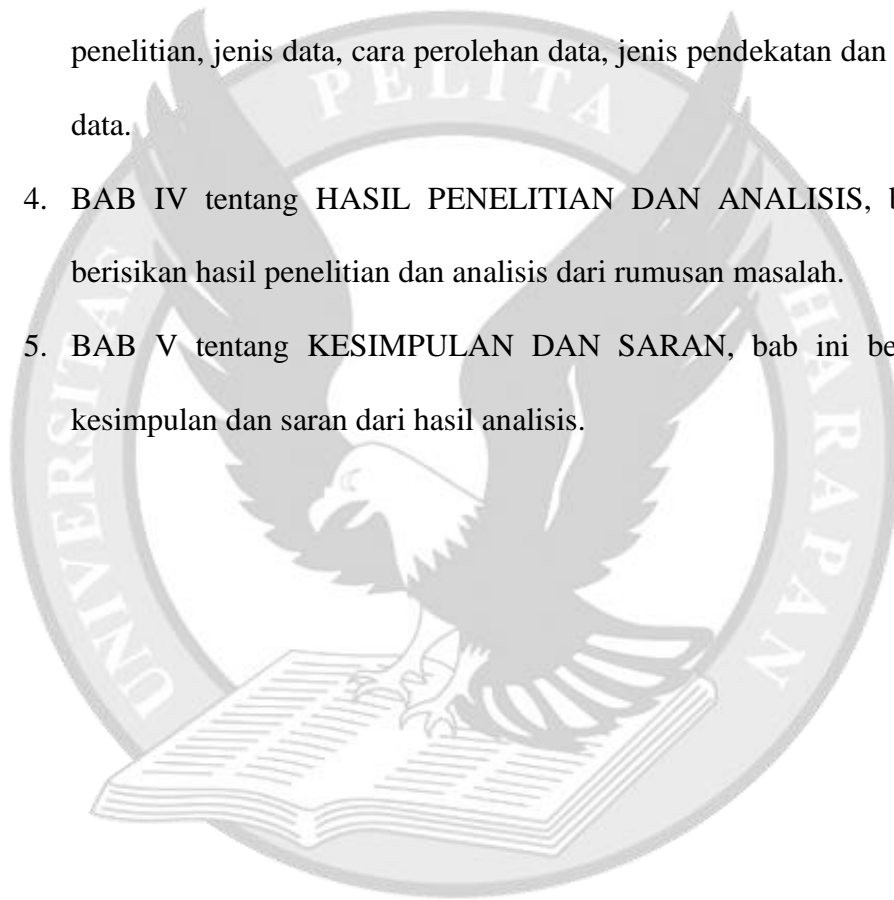 penelitian, jenis data, cara perolehan data, jenis pendekatan dan
data.
4. BAB IV tentang HASIL PENELITIAN DAN ANALISIS,
berisikan hasil penelitian dan analisis dari rumusan masalah.
5. BAB V tentang KESIMPULAN DAN SARAN, bab ini
kesimpulan dan saran dari hasil analisis.
UNIVERSITAS PELITA HARAPAN